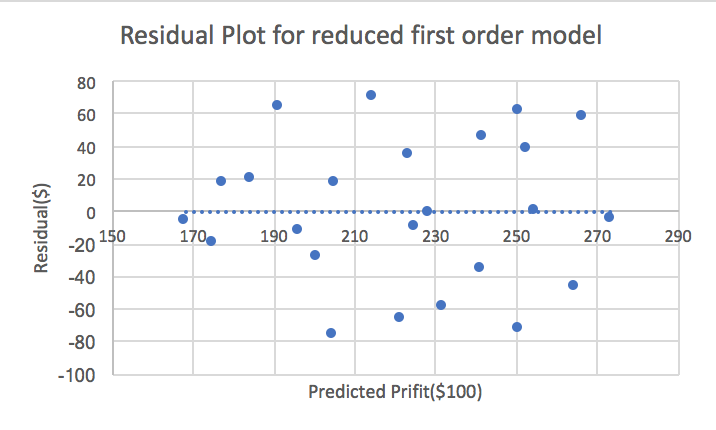 Residual Plot for reduced first order model
80
60
40
20
0
-20
-40
-60
-80
-100
150 170 190 210 230 250 270 290
Residual($)
Predicted Prifit($100)